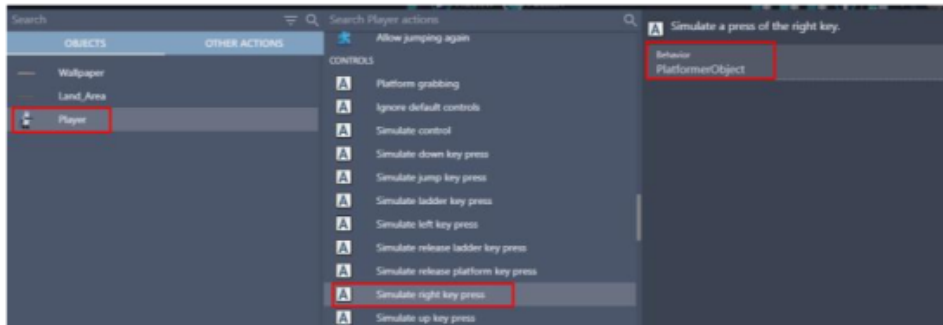 Search
OBJECTS
OTHER ACTIONS
Wallpaper
Land_Area
Player
Search Player actions
Allow jumping again
CONTROLS
A Platform grabbing
A Ignore default controls
A Simulate control
A Simulate down key press
A Simulate jump key press
A Simulate ladder key press
A Simulate left key press
A Simulate release ladder key press
A Simulate release platform key press
A Simulate right key press
A Simulate up key press
A Simulate a press of the right key.
Behavior
PlatformerObject